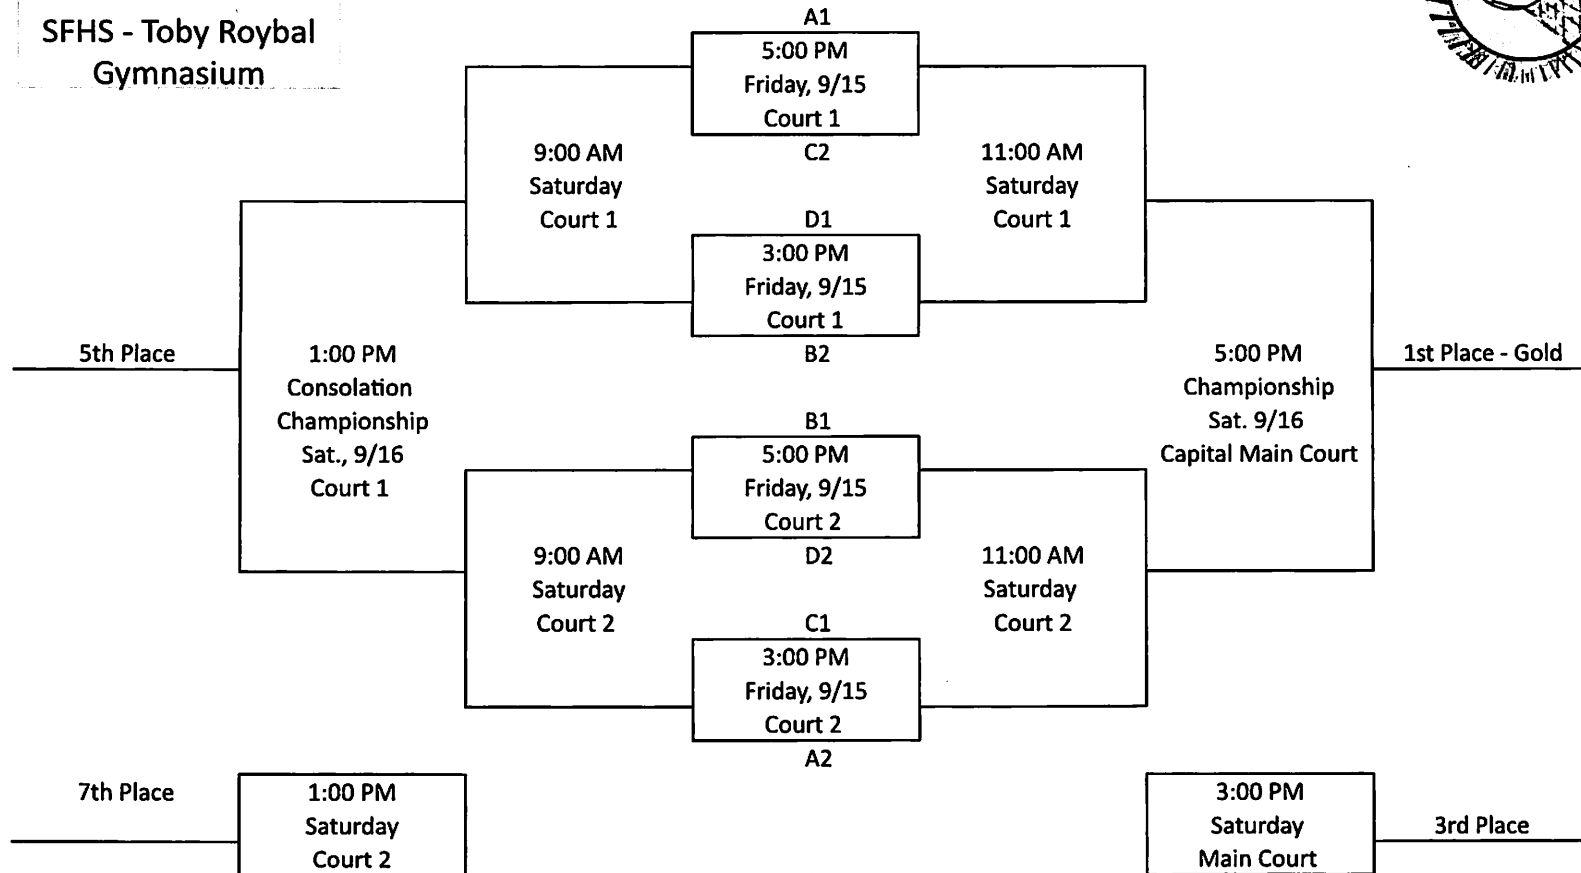 SFHS - Toby Roybal
Gymnasium
A1
5:00 PM
Friday, 9/15
Court 1
C2
9:00 AM
Saturday
Court 1
11:00 AM
Saturday
Court 1
D1
3:00 PM
Friday, 9/15
Court 1
B2
5th Place
1:00 PM
Consolation
Championship
Sat., 9/16
Court 1
5:00 PM
Championship
Sat. 9/16
Capital Main Court
1st Place - Gold
B1
5:00 PM
Friday, 9/15
Court 2
D2
9:00 AM
Saturday
Court 2
11:00 AM
Saturday
Court 2
C1
3:00 PM
Friday, 9/15
Court 2
A2
7th Place
1:00 PM
Saturday
Court 2
3:00 PM
Saturday
Main Court
3rd Place